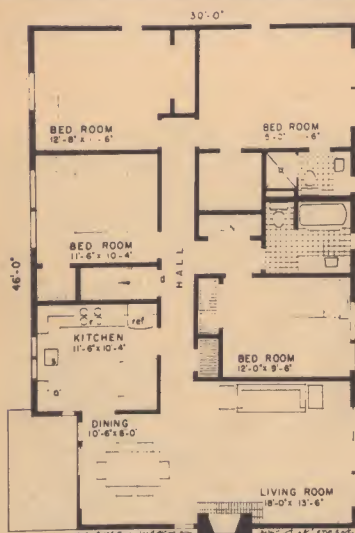 30'-0"
BED ROOM
12'-8" x
BED ROOM
BED ROOM
11'-6" x 10'-4"
46'-0"
HALL
ref
KITCHEN
11'-6" x 10'-4"
BED ROOM
12'-0" x 9'-6"
DINING
10'-6" x 8'-0"
LIVING ROOM
18'-0" x 13'-6"